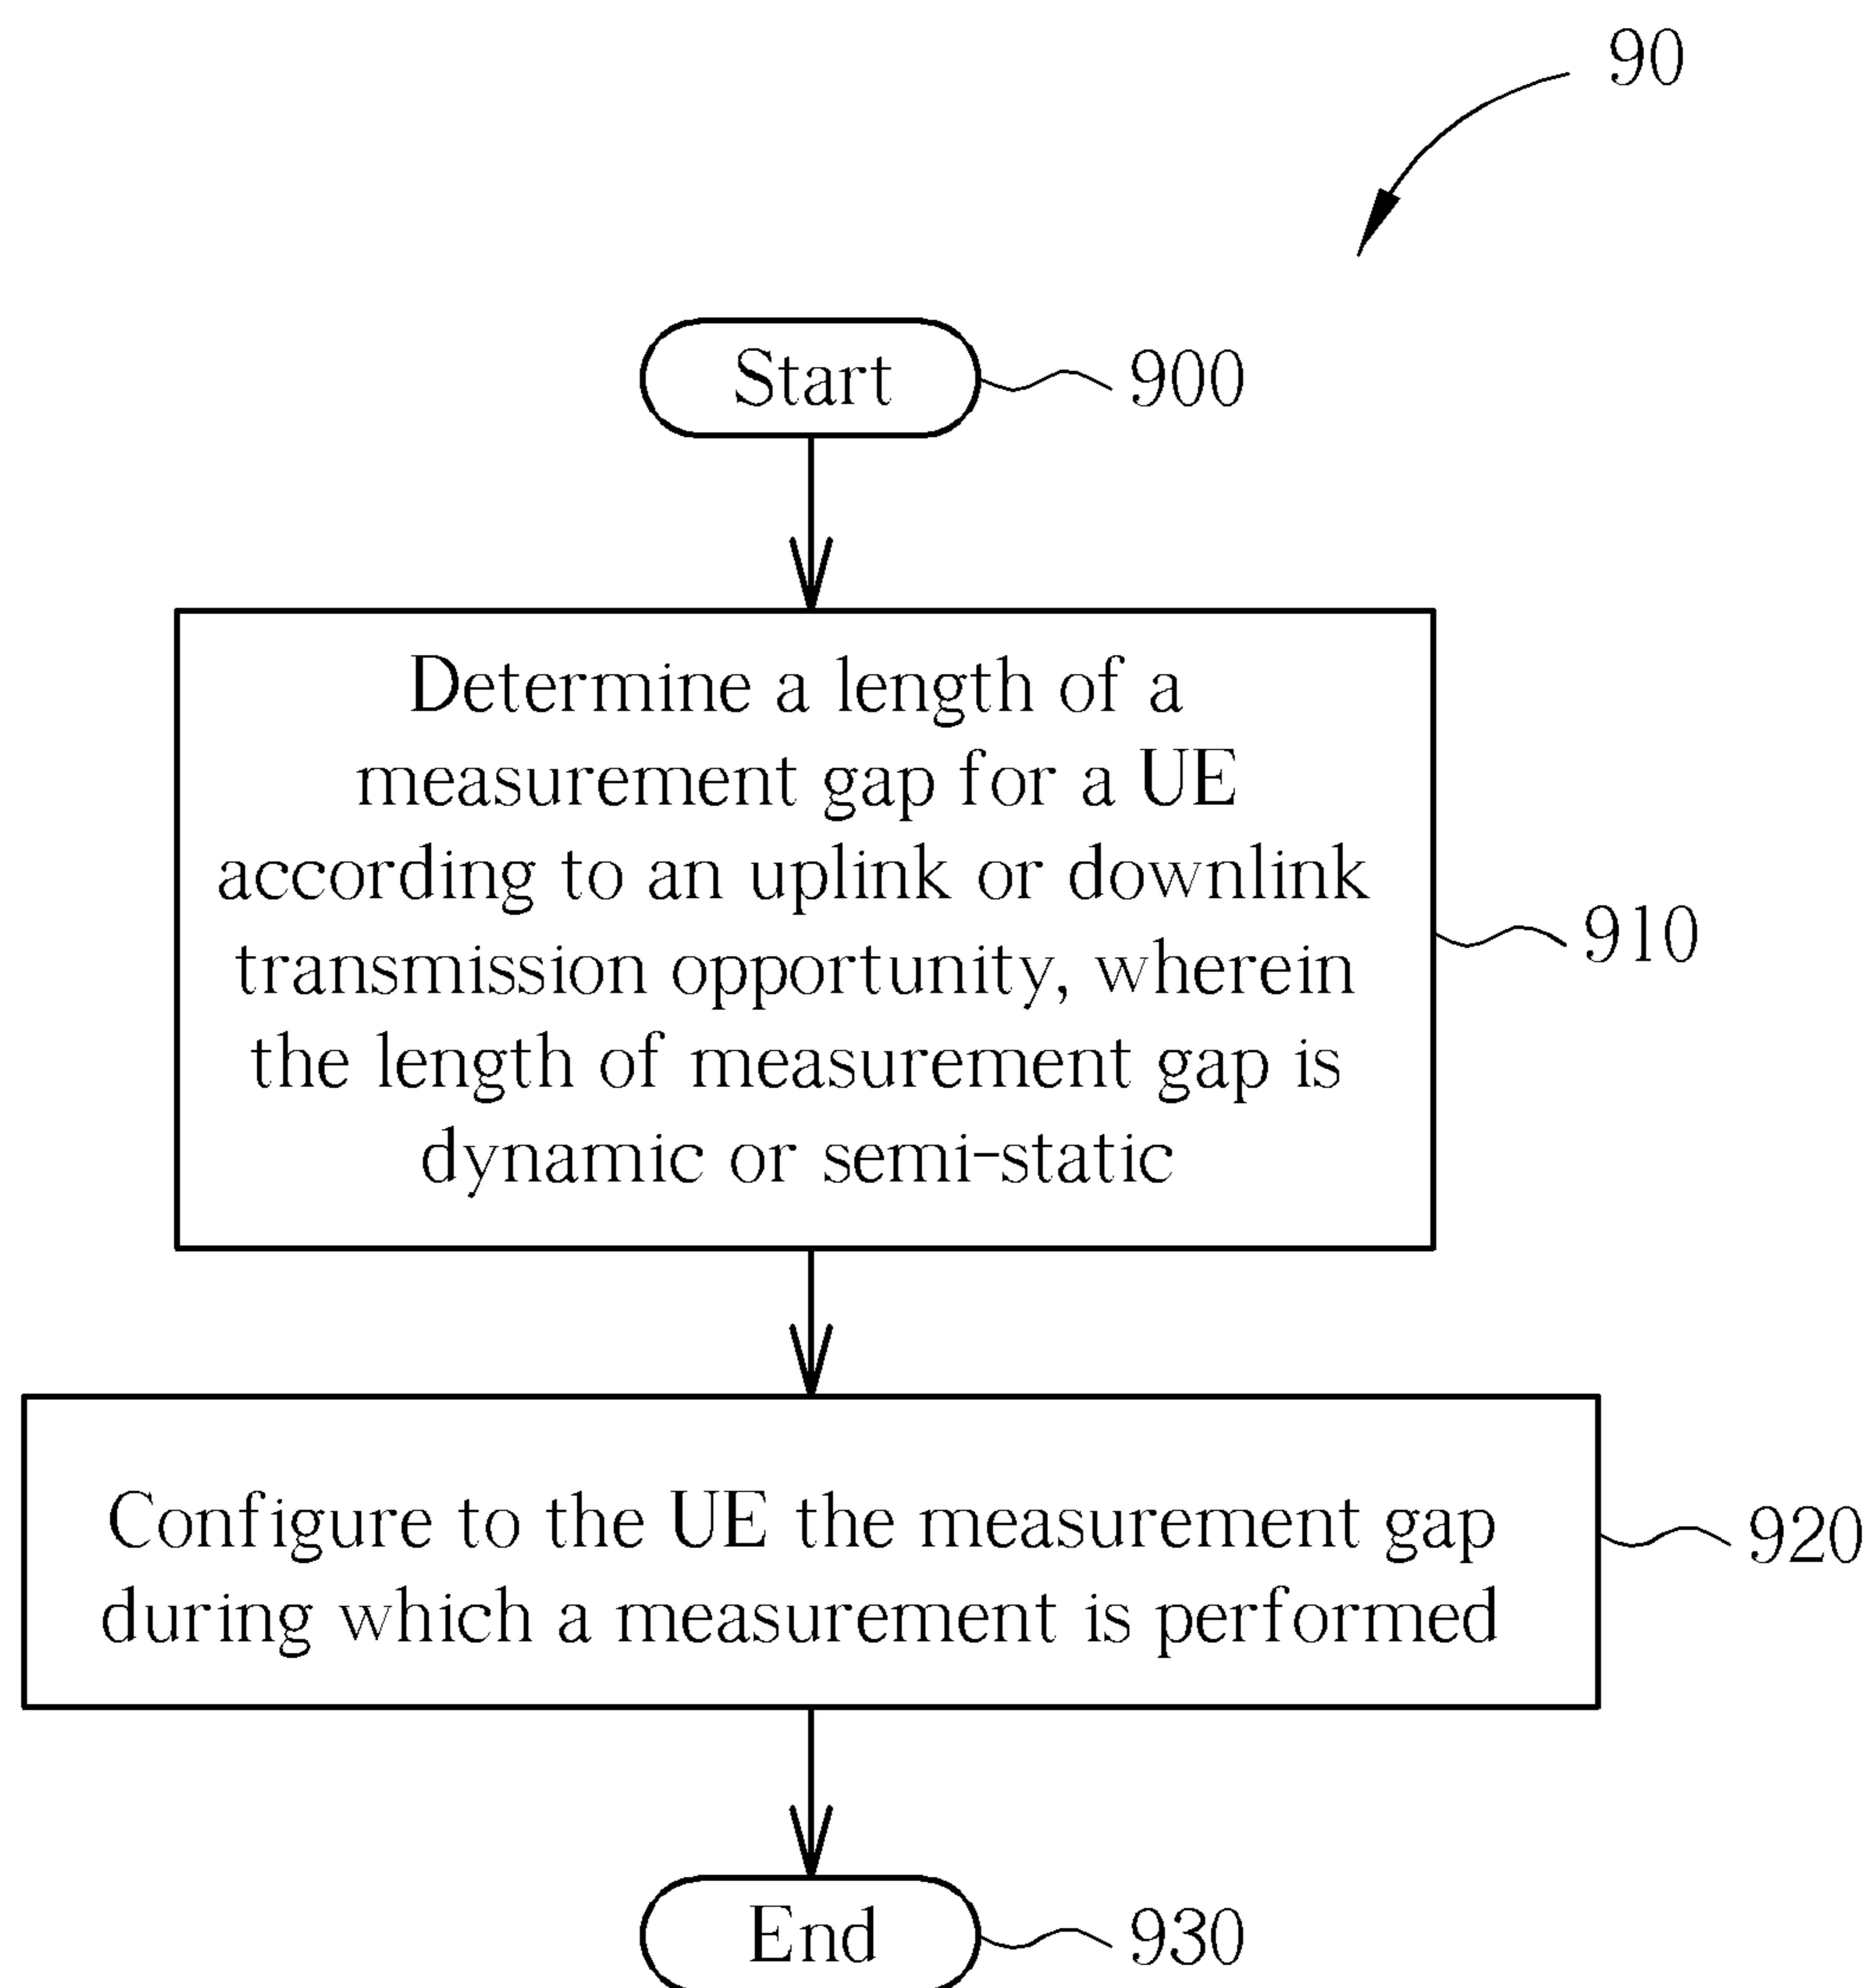 90
Start
900
Determine a length of a
measurement gap for a UE
according to an uplink or downlink
transmission opportunity, wherein
the length of measurement gap is
dynamic or semi-static
910
Configure to the UE the measurement gap
during which a measurement is performed
920
End
930